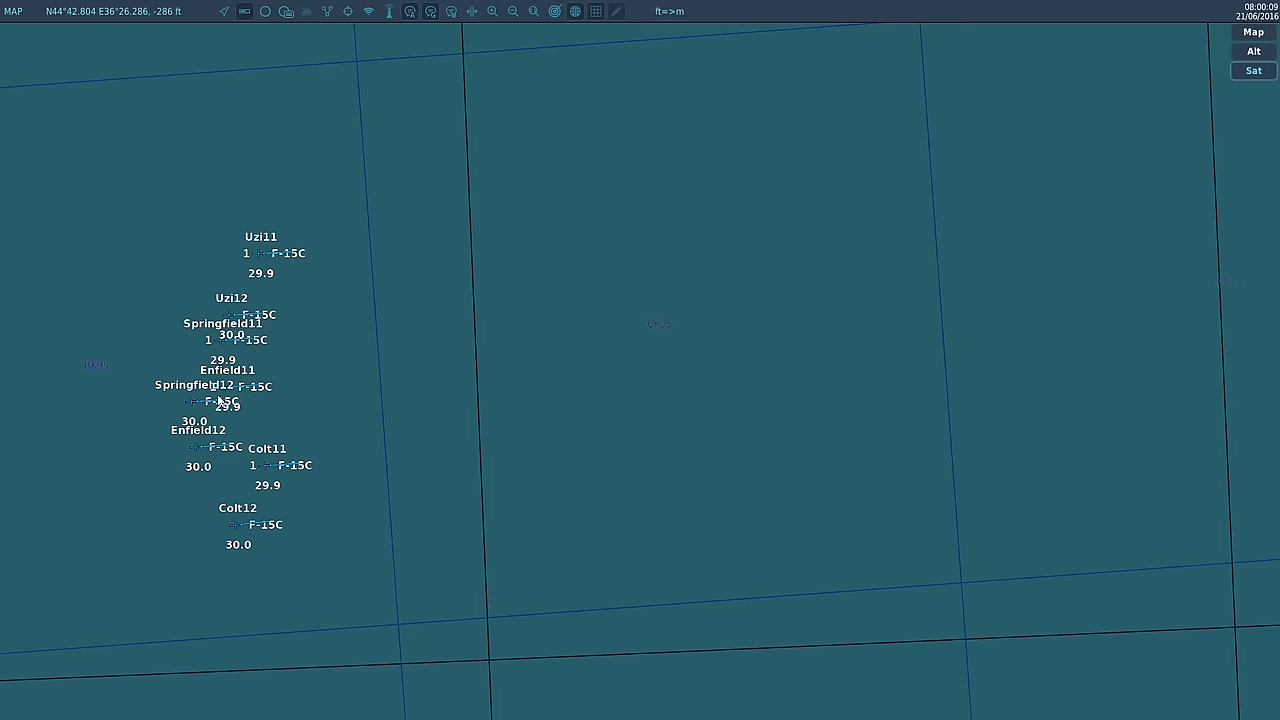 MAP N44°42.804 E36°26.286, -286 ft ft=>m 08:00:09
21/06/2016
Map
Alt
Sat
Uzi11
1 F-15C
29.9
Uzi12
F-15C
30.0
Springfield11
1 F-15C
29.9
Enfield11
F-15C
29.9
Springfield12
F-15C
30.0
Enfield12
F-15C
30.0
Colt11
1 F-15C
29.9
Colt12
F-15C
30.0